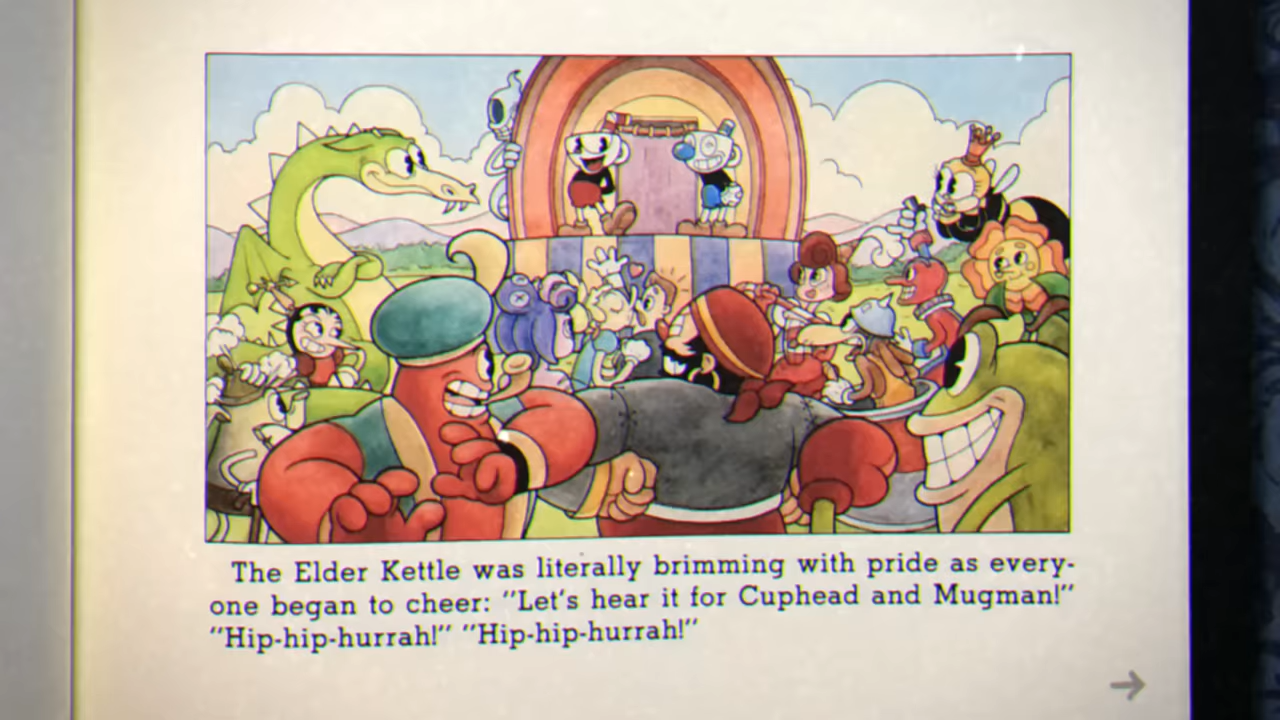 The Elder Kettle was literally brimming with pride as every-
one began to cheer: "Let's hear it for Cuphead and Mugman!"
"Hip-hip-hurrah!" "Hip-hip-hurrah!"